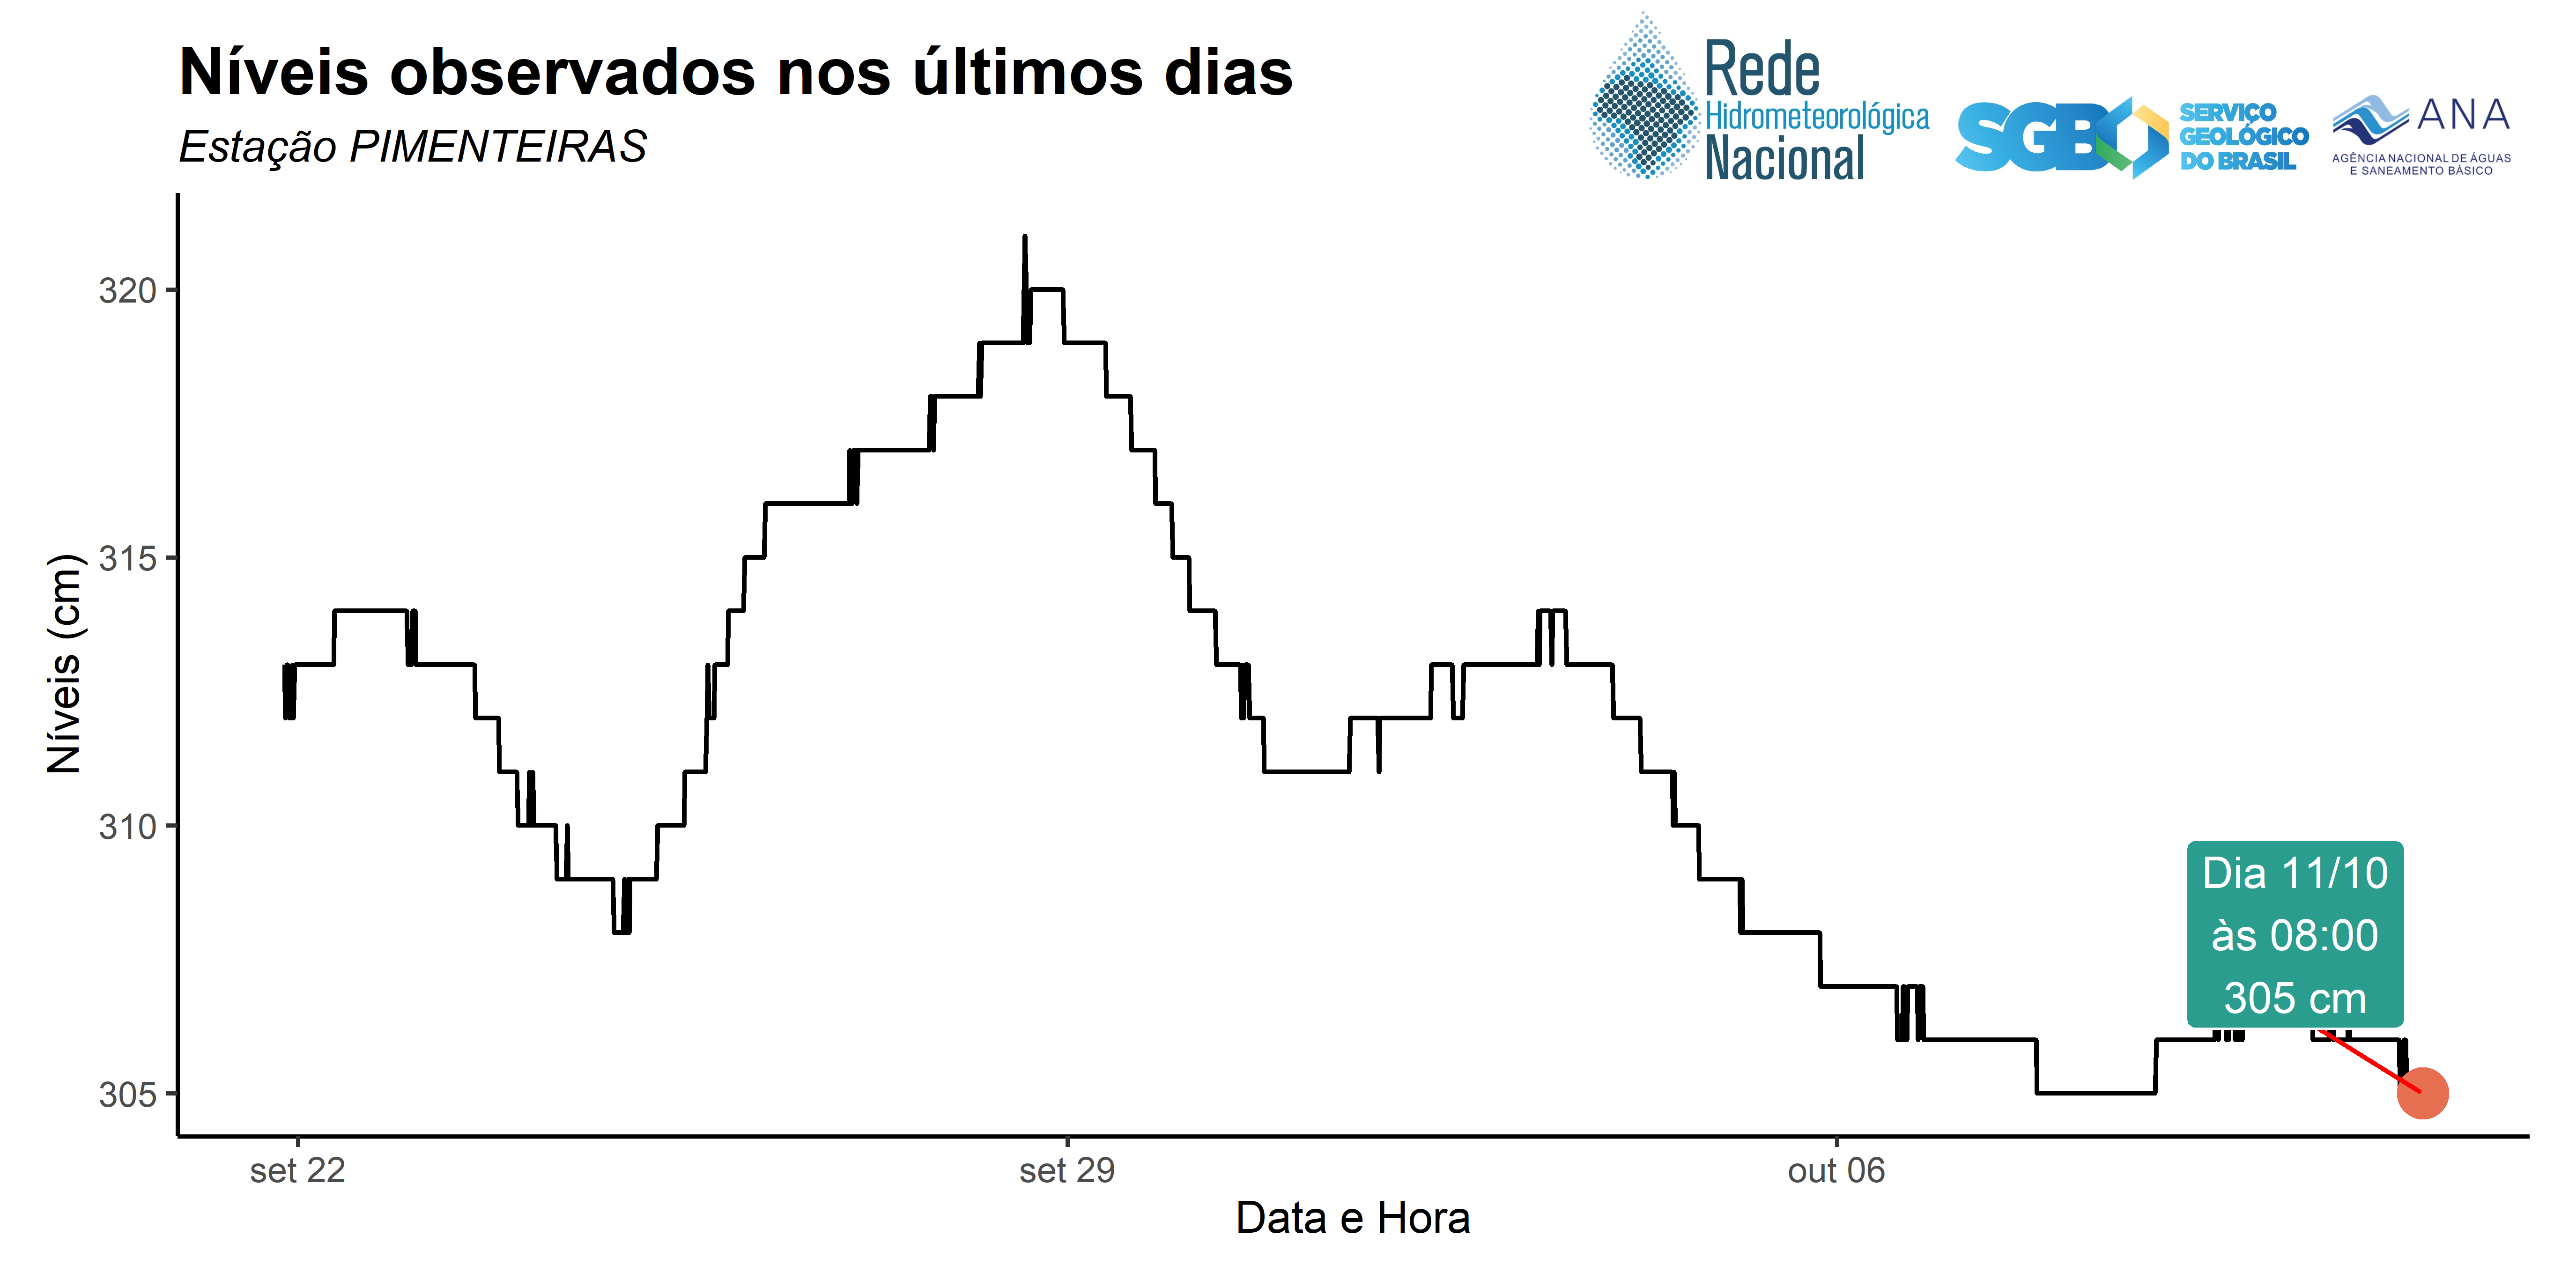 Níveis observados nos últimos dias
Estação PIMENTEIRAS
Rede
Hidrometeorológica
Nacional
SGB
SERVIÇO
GEOLÓGICO
DO BRASIL
ANA
AGÊNCIA NACIONAL DE ÁGUAS
E SANEAMENTO BÁSICO
Níveis (cm)
320
315
310
305
Dia 11/10
às 08:00
305 cm
set 22
set 29
out 06
Data e Hora